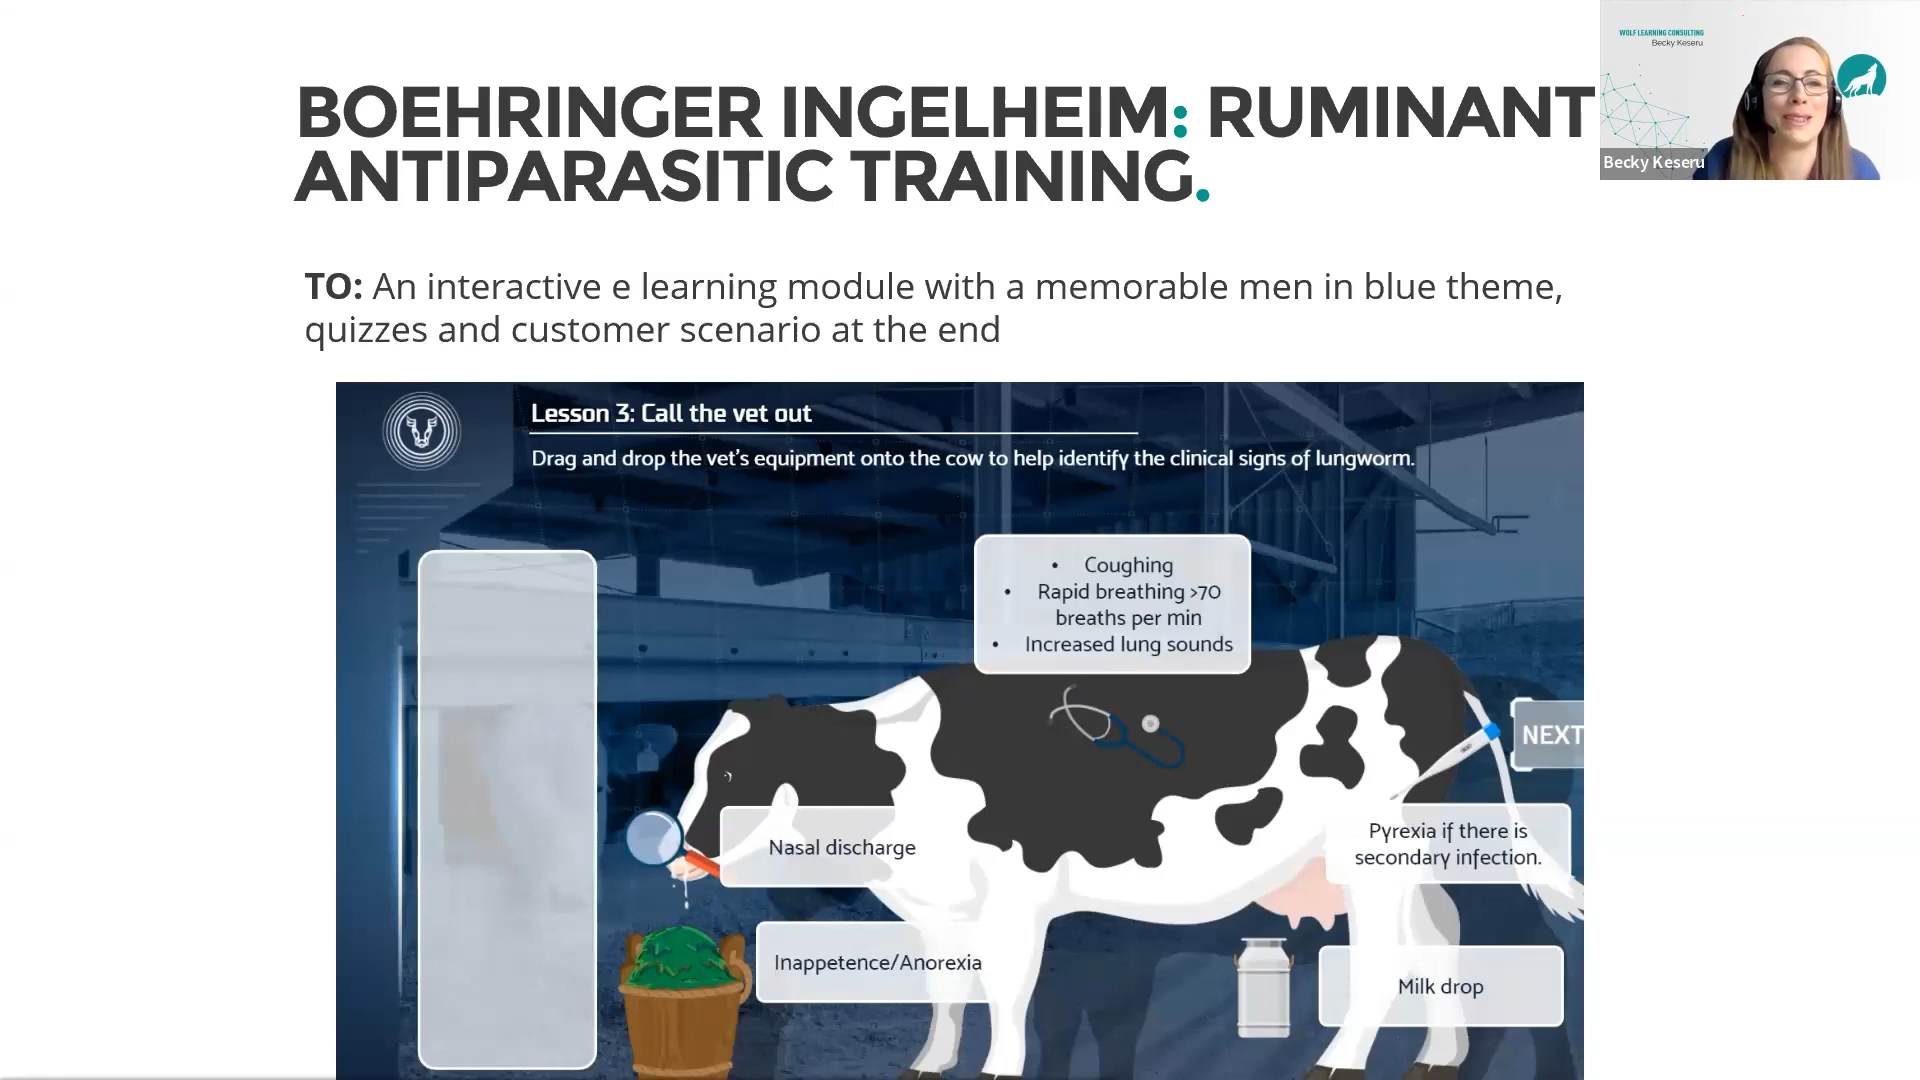 BOEHRINGER INGELHEIM: RUMINANT
ANTIPARASITIC TRAINING.
WOLF LEARNING CONSULTING
Becky Keseru
Becky Keseru
TO: An interactive e learning module with a memorable men in blue theme,
quizzes and customer scenario at the end
Lesson 3: Call the vet out
Drag and drop the vet's equipment onto the cow to help identify the clinical signs of lungworm.
• Coughing
• Rapid breathing >70
breaths per min
• Increased lung sounds
NEXT
Nasal discharge
Pyrexia if there is
secondary infection.
Inappetence/Anorexia
Milk drop